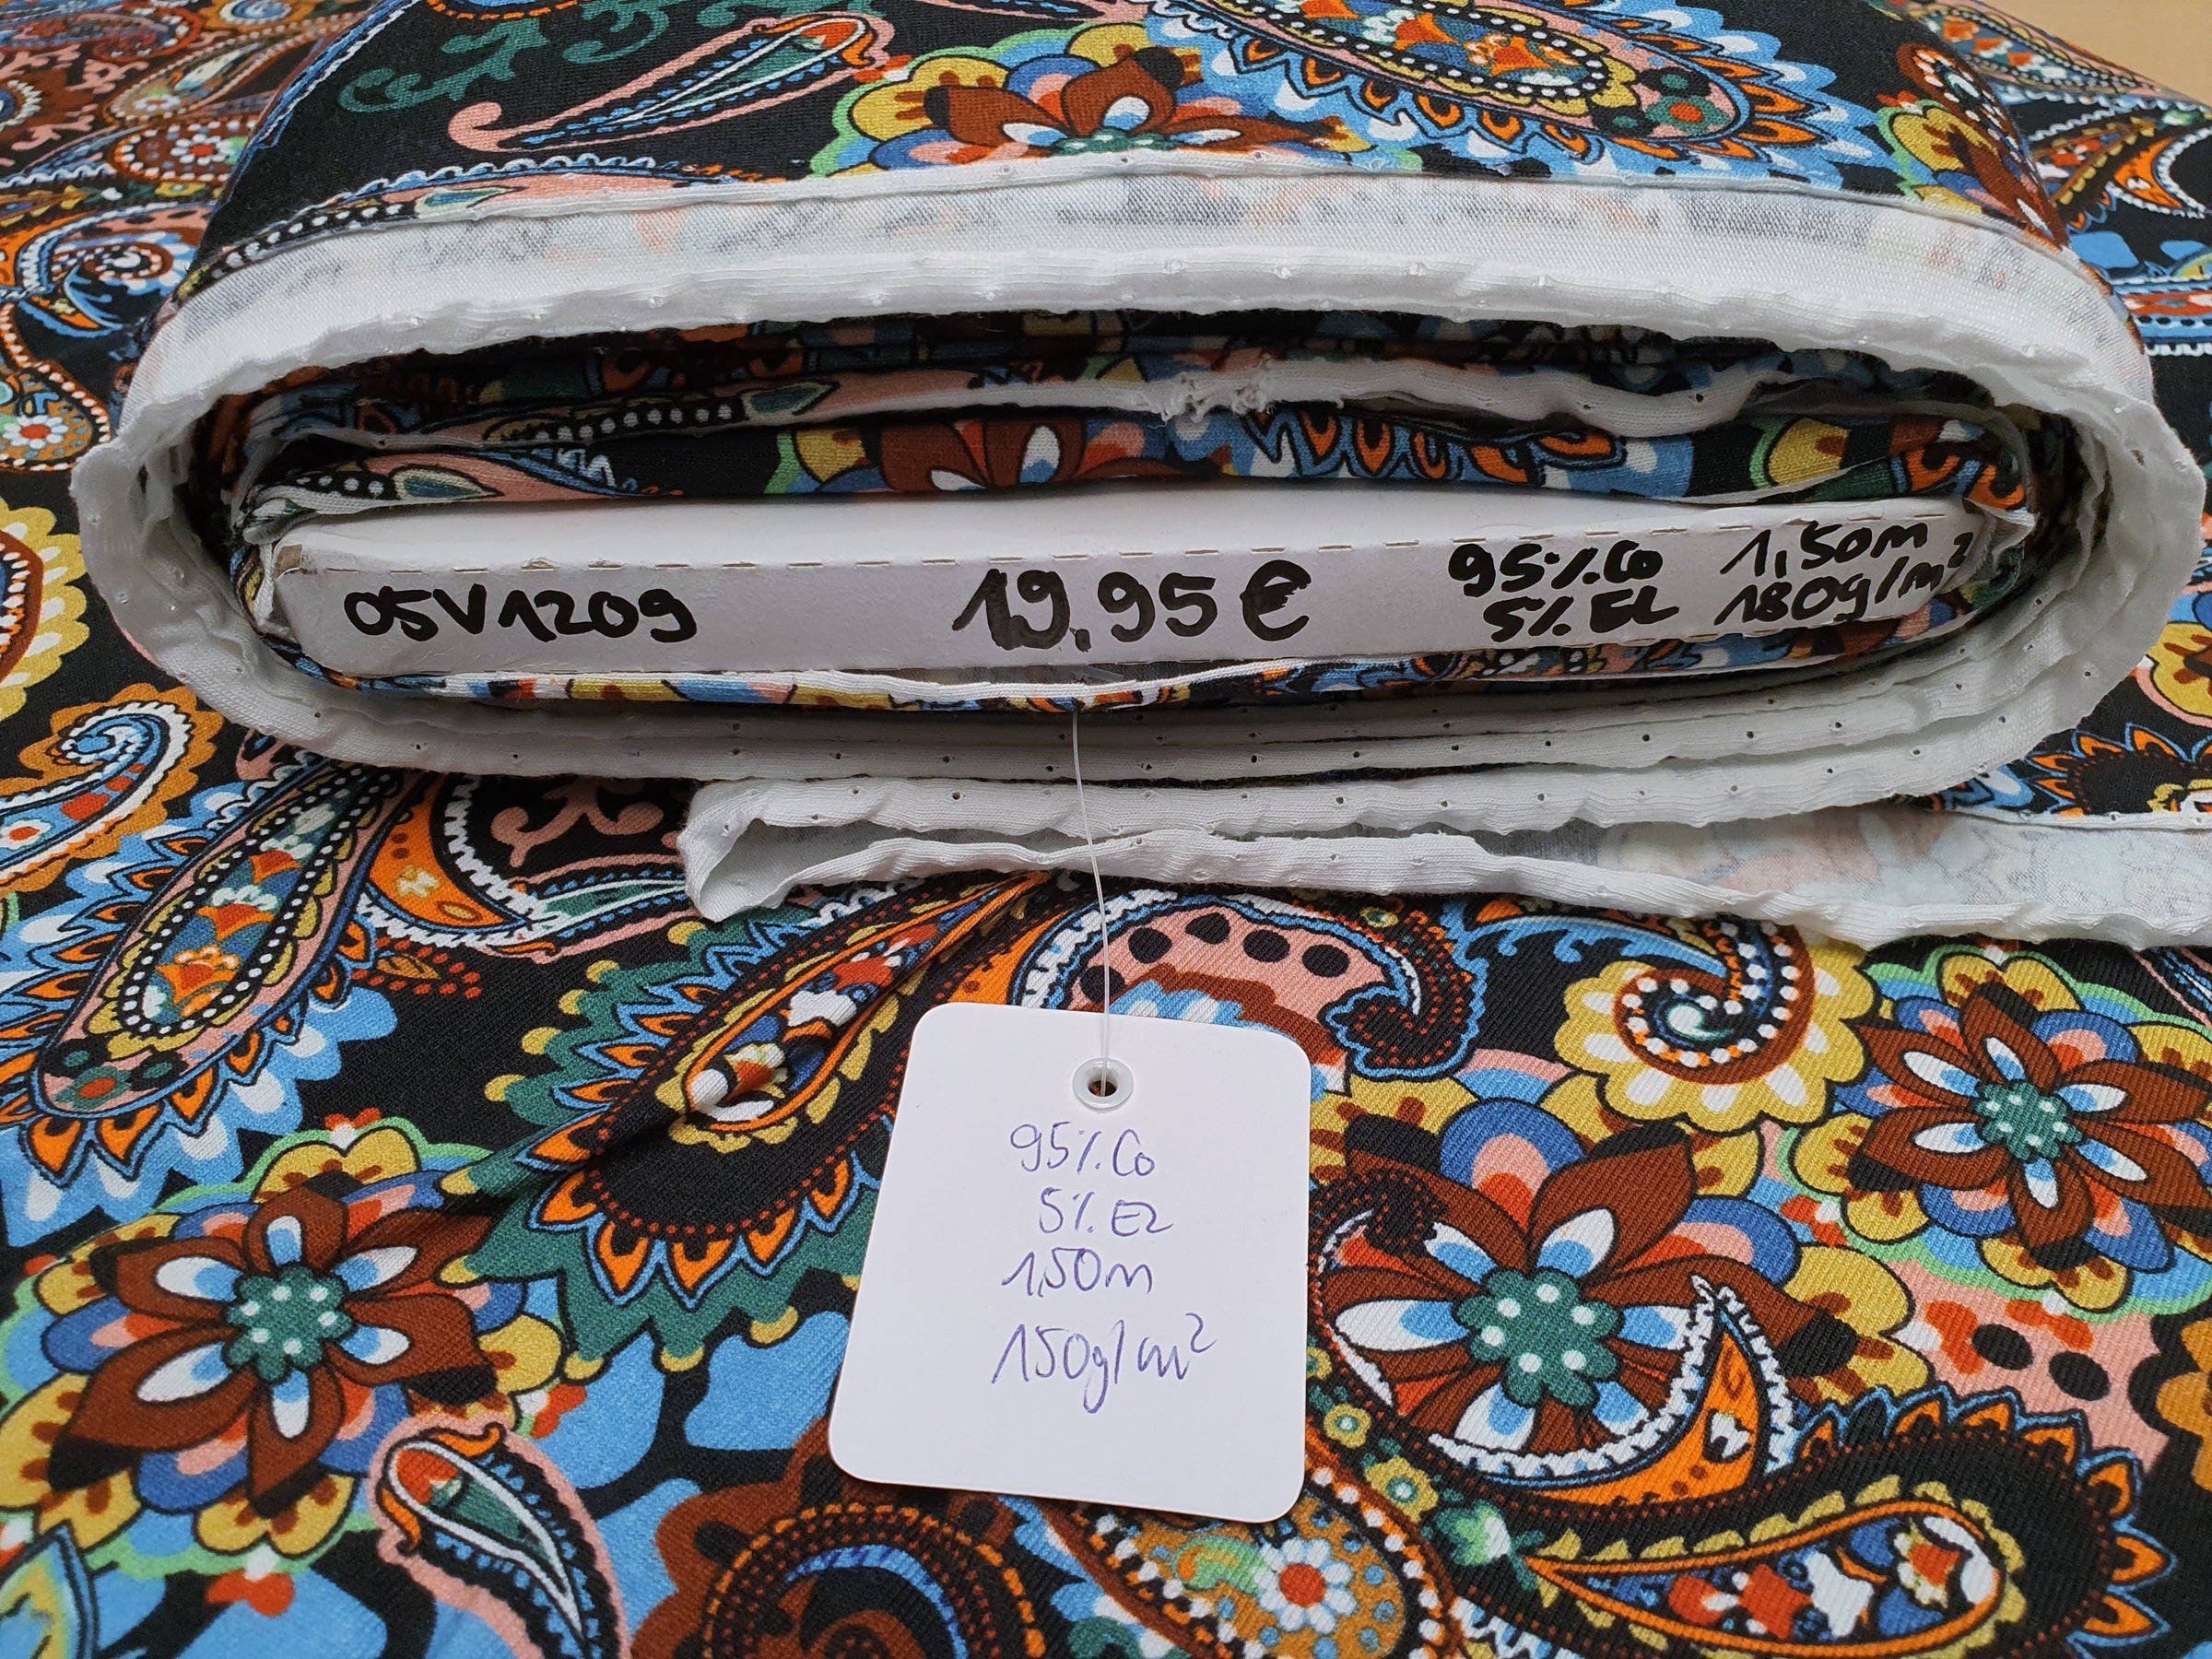 05V1209 19,95€ 95% Co 1,50m
5% EL 180g/m²
95% Co
5% EL
1,50m
150g/m²